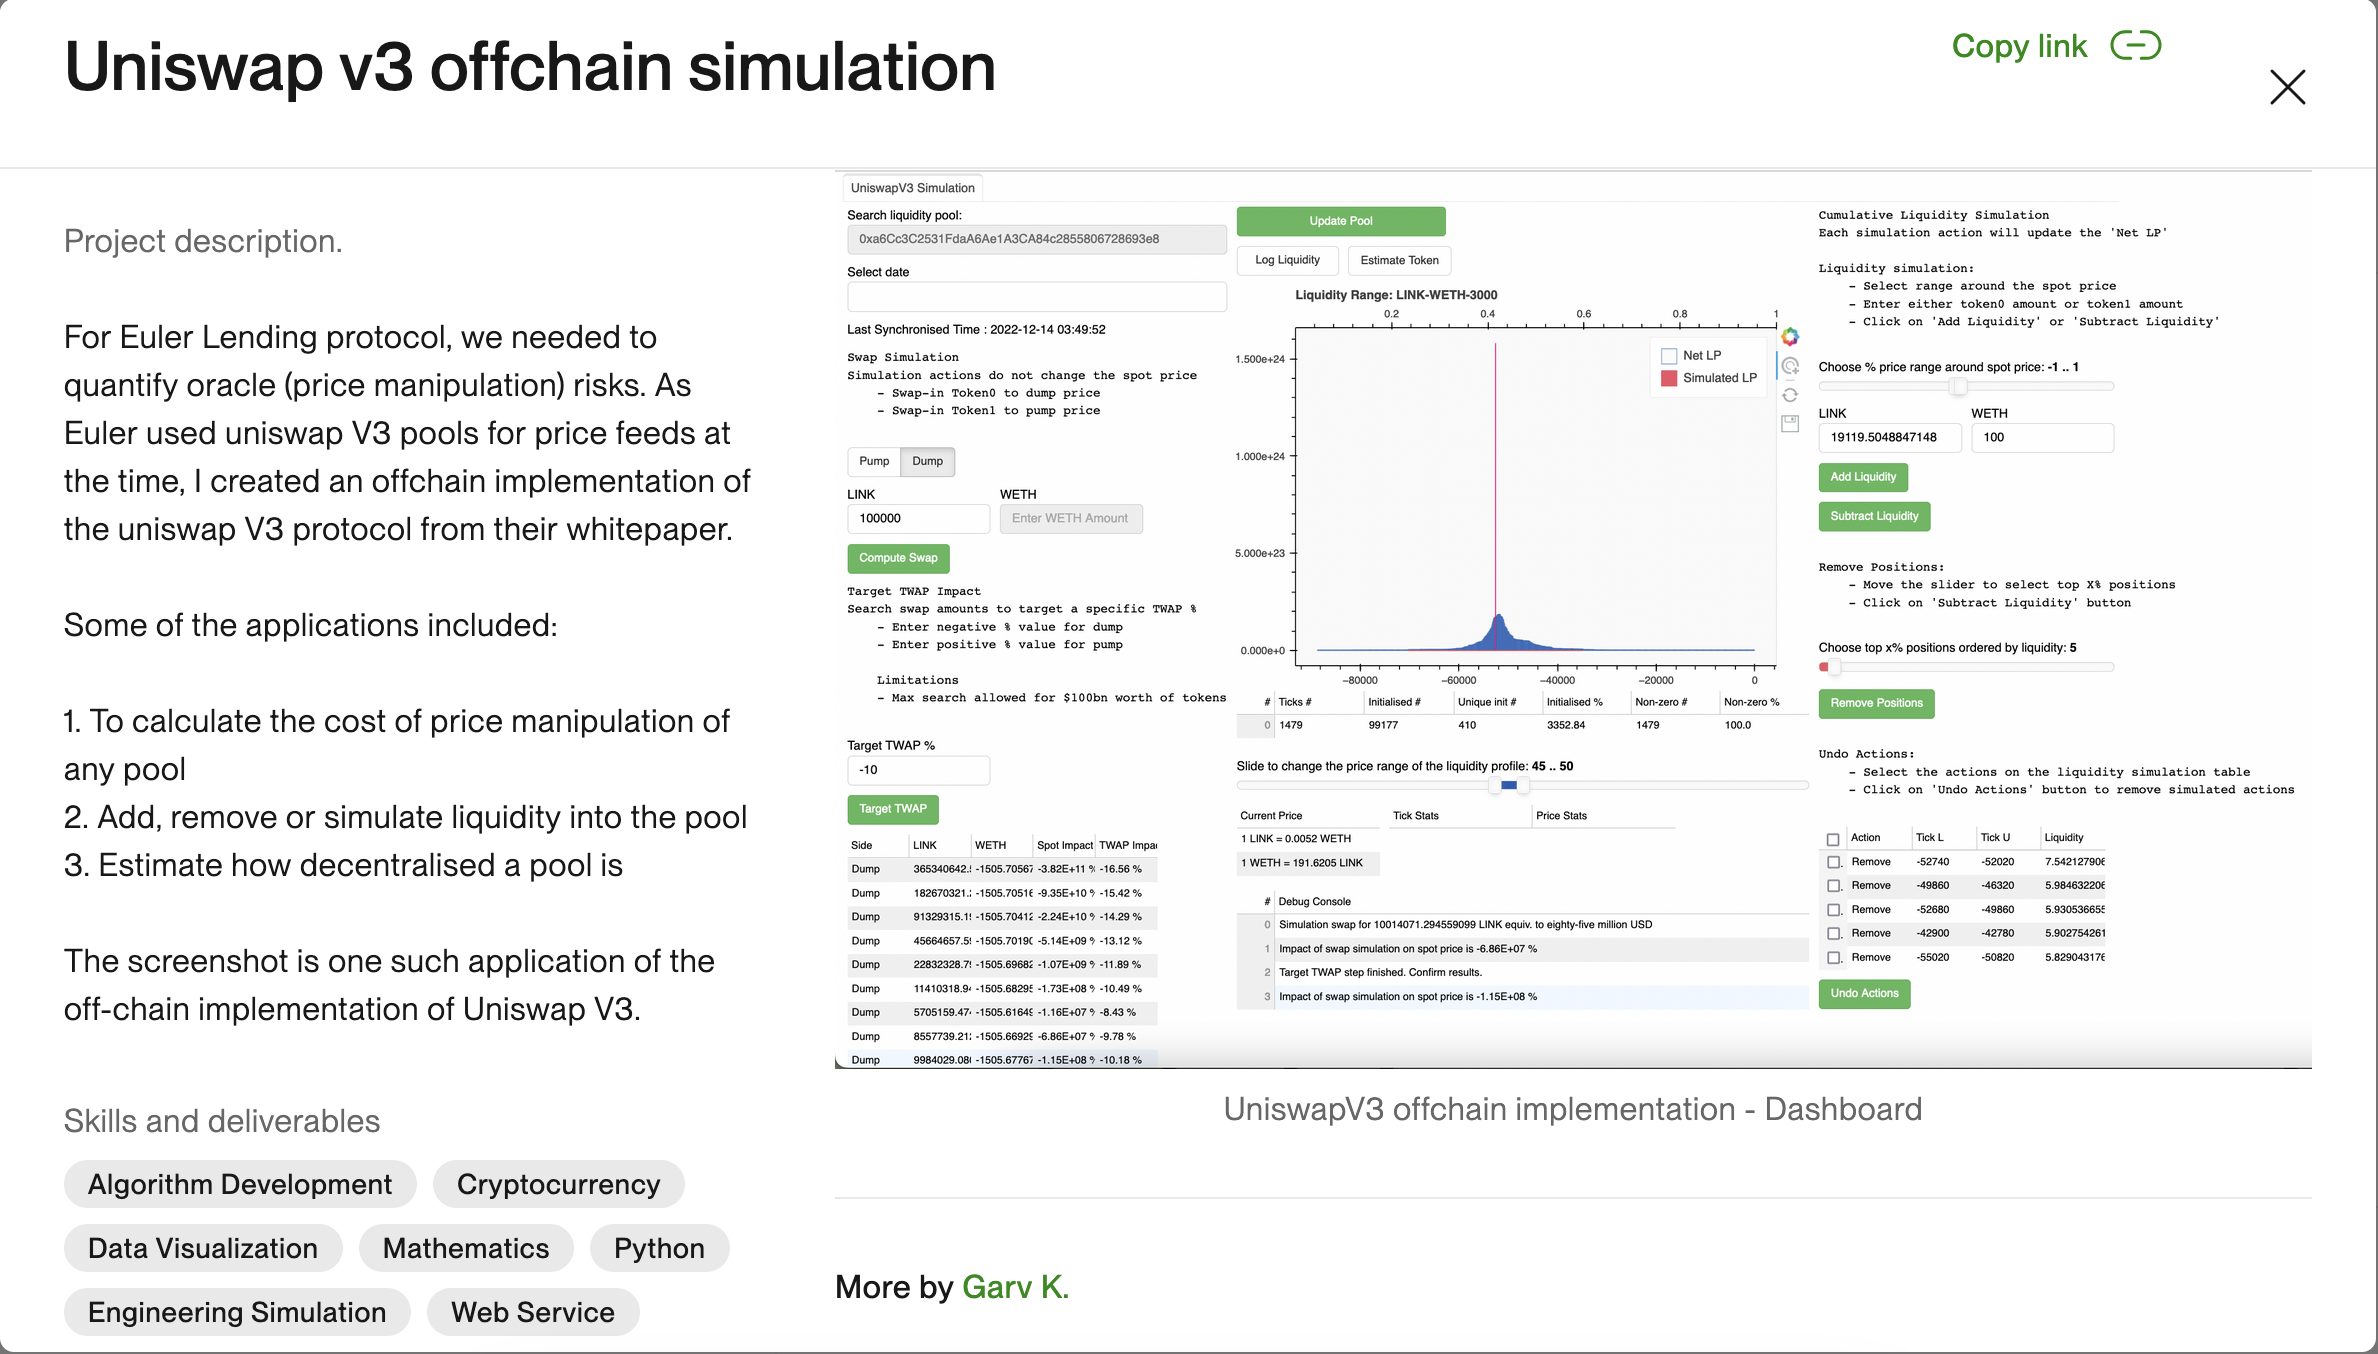 Uniswap v3 offchain simulation
Copy link
Project description.
For Euler Lending protocol, we needed to
quantify oracle (price manipulation) risks. As
Euler used uniswap V3 pools for price feeds at
the time, I created an offchain implementation of
the uniswap V3 protocol from their whitepaper.
Some of the applications included:
1. To calculate the cost of price manipulation of
any pool
2. Add, remove or simulate liquidity into the pool
3. Estimate how decentralised a pool is
The screenshot is one such application of the
off-chain implementation of Uniswap V3.
Skills and deliverables
Algorithm Development Cryptocurrency
Data Visualization Mathematics Python
Engineering Simulation Web Service
UniswapV3 Simulation
Search liquidity pool:
0xa6Cc3C2531FdaA6Ae1A3CA84c2855806728693e8
Select date
Last Synchronised Time : 2022-12-14 03:49:52
Swap Simulation
Simulation actions do not change the spot price
- Swap-in Token0 to dump price
- Swap-in Token1 to pump price
Pump Dump
LINK WETH
100000 Enter WETH Amount
Compute Swap
Target TWAP Impact
Search swap amounts to target a specific TWAP %
- Enter negative % value for dump
- Enter positive % value for pump
Limitations
- Max search allowed for $100bn worth of tokens
Target TWAP %
-10
Target TWAP
Side LINK WETH Spot Impact TWAP Impa
Dump 365340642. -1505.70567 -3.82E+11 % -16.56 %
Dump 182670321. -1505.70516 -9.35E+10 % -15.42 %
Dump 91329315.1 -1505.70412 -2.24E+10 % -14.29 %
Dump 45664657.5 -1505.7019 -5.14E+09 % -13.12 %
Dump 22832328.7 -1505.69682 -1.07E+09 % -11.89 %
Dump 11410318.9 -1505.68295 -1.73E+08 % -10.49 %
Dump 5705159.47 -1505.61649 -1.16E+07 % -8.43 %
Dump 8557739.21 -1505.66929 -6.86E+07 % -9.78 %
Dump 9984029.08 -1505.67767 -1.15E+08 % -10.18 %
Update Pool
Log Liquidity Estimate Token
Liquidity Range: LINK-WETH-3000
0.2 0.4 0.6 0.8 1
Net LP
Simulated LP
1.500e+24
1.000e+24
5.000e+23
0.000e+0
−80000 −60000 −40000 −20000 0
# Ticks # Initialised # Unique init # Initialised % Non-zero # Non-zero %
0 1479 99177 410 3352.84 1479 100.0
Slide to change the price range of the liquidity profile: 45 .. 50
Current Price Tick Stats Price Stats
1 LINK = 0.0052 WETH
1 WETH = 191.6205 LINK
# Debug Console
0 Simulation swap for 10014071.294559099 LINK equiv. to eighty-five million USD
1 Impact of swap simulation on spot price is -6.86E+07 %
2 Target TWAP step finished. Confirm results.
3 Impact of swap simulation on spot price is -1.15E+08 %
Cumulative Liquidity Simulation
Each simulation action will update the 'Net LP'
Liquidity simulation:
- Select range around the spot price
- Enter either token0 amount or token1 amount
- Click on 'Add Liquidity' or 'Subtract Liquidity'
Choose % price range around spot price: -1 .. 1
LINK WETH
19119.5048847148 100
Add Liquidity
Subtract Liquidity
Remove Positions:
- Move the slider to select top X% positions
- Click on 'Subtract Liquidity' button
Choose top x% positions ordered by liquidity: 5
Remove Positions
Undo Actions:
- Select the actions on the liquidity simulation table
- Click on 'Undo Actions' button to remove simulated actions
Action Tick L Tick U Liquidity
Remove -52740 -52020 7.542127906
Remove -49860 -46320 5.984632206
Remove -52680 -49860 5.930536655
Remove -42900 -42780 5.902754261
Remove -55020 -50820 5.829043176
Undo Actions
UniswapV3 offchain implementation - Dashboard
More by Garv K.